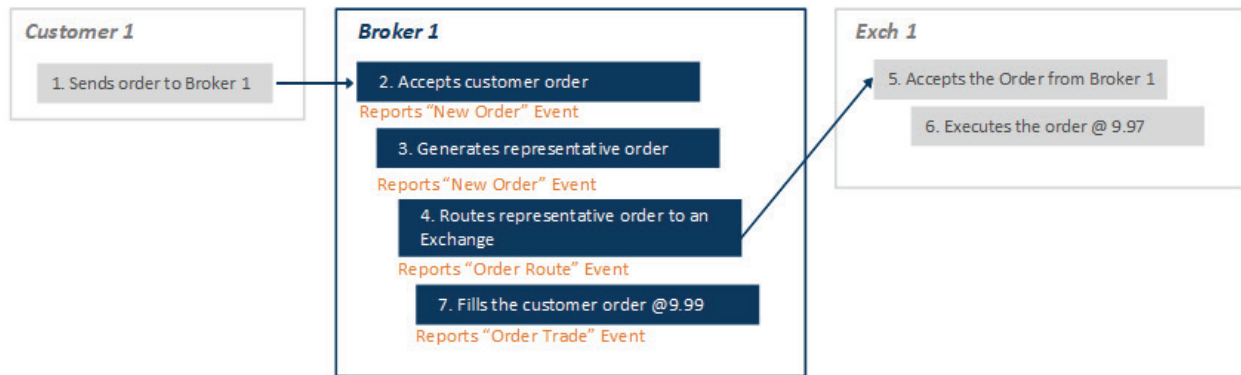 Customer 1
1. Sends order to Broker 1
Broker 1
2. Accepts customer order
Reports "New Order" Event
3. Generates representative order
Reports "New Order" Event
4. Routes representative order to an
Exchange
Reports "Order Route" Event
7. Fills the customer order @9.99
Reports "Order Trade" Event
Exch 1
5. Accepts the Order from Broker 1
6. Executes the order @ 9.97